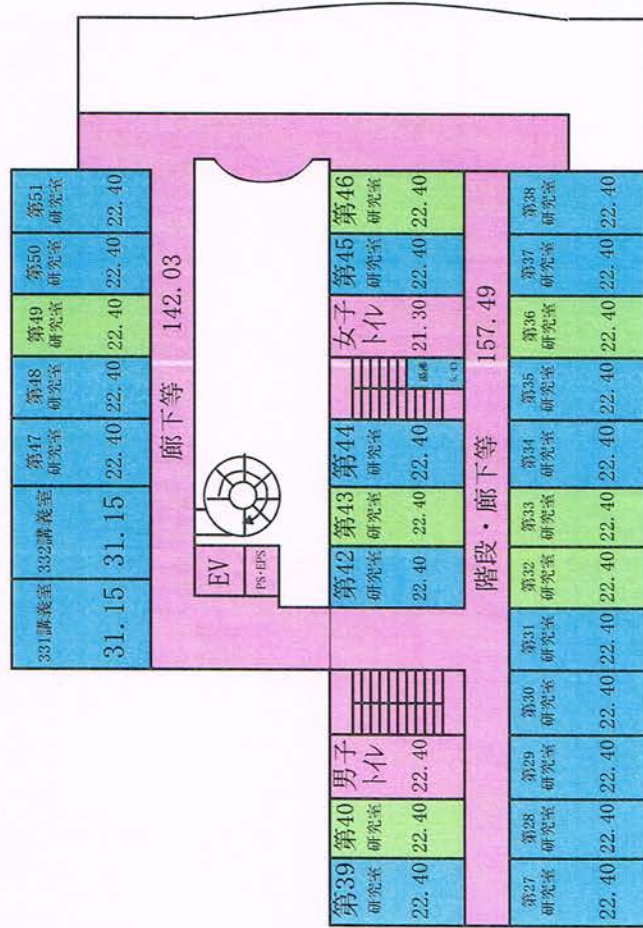 331講義室
31.15
332講義室
31.15
第47
研究室
22.40
第48
研究室
22.40
第49
研究室
22.40
第50
研究室
22.40
第51
研究室
22.40
廊下等 142.03
EV
PS・EPS
第39
研究室
22.40
第40
研究室
22.40
男子
トイレ
22.40
第42
研究室
22.40
第43
研究室
22.40
第44
研究室
22.40
女子
トイレ
21.30
第45
研究室
22.40
第46
研究室
22.40
階段・廊下等 157.49
第27
研究室
22.40
第28
研究室
22.40
第29
研究室
22.40
第30
研究室
22.40
第31
研究室
22.40
第32
研究室
22.40
第33
研究室
22.40
第34
研究室
22.40
第35
研究室
22.40
第36
研究室
22.40
第37
研究室
22.40
第38
研究室
22.40